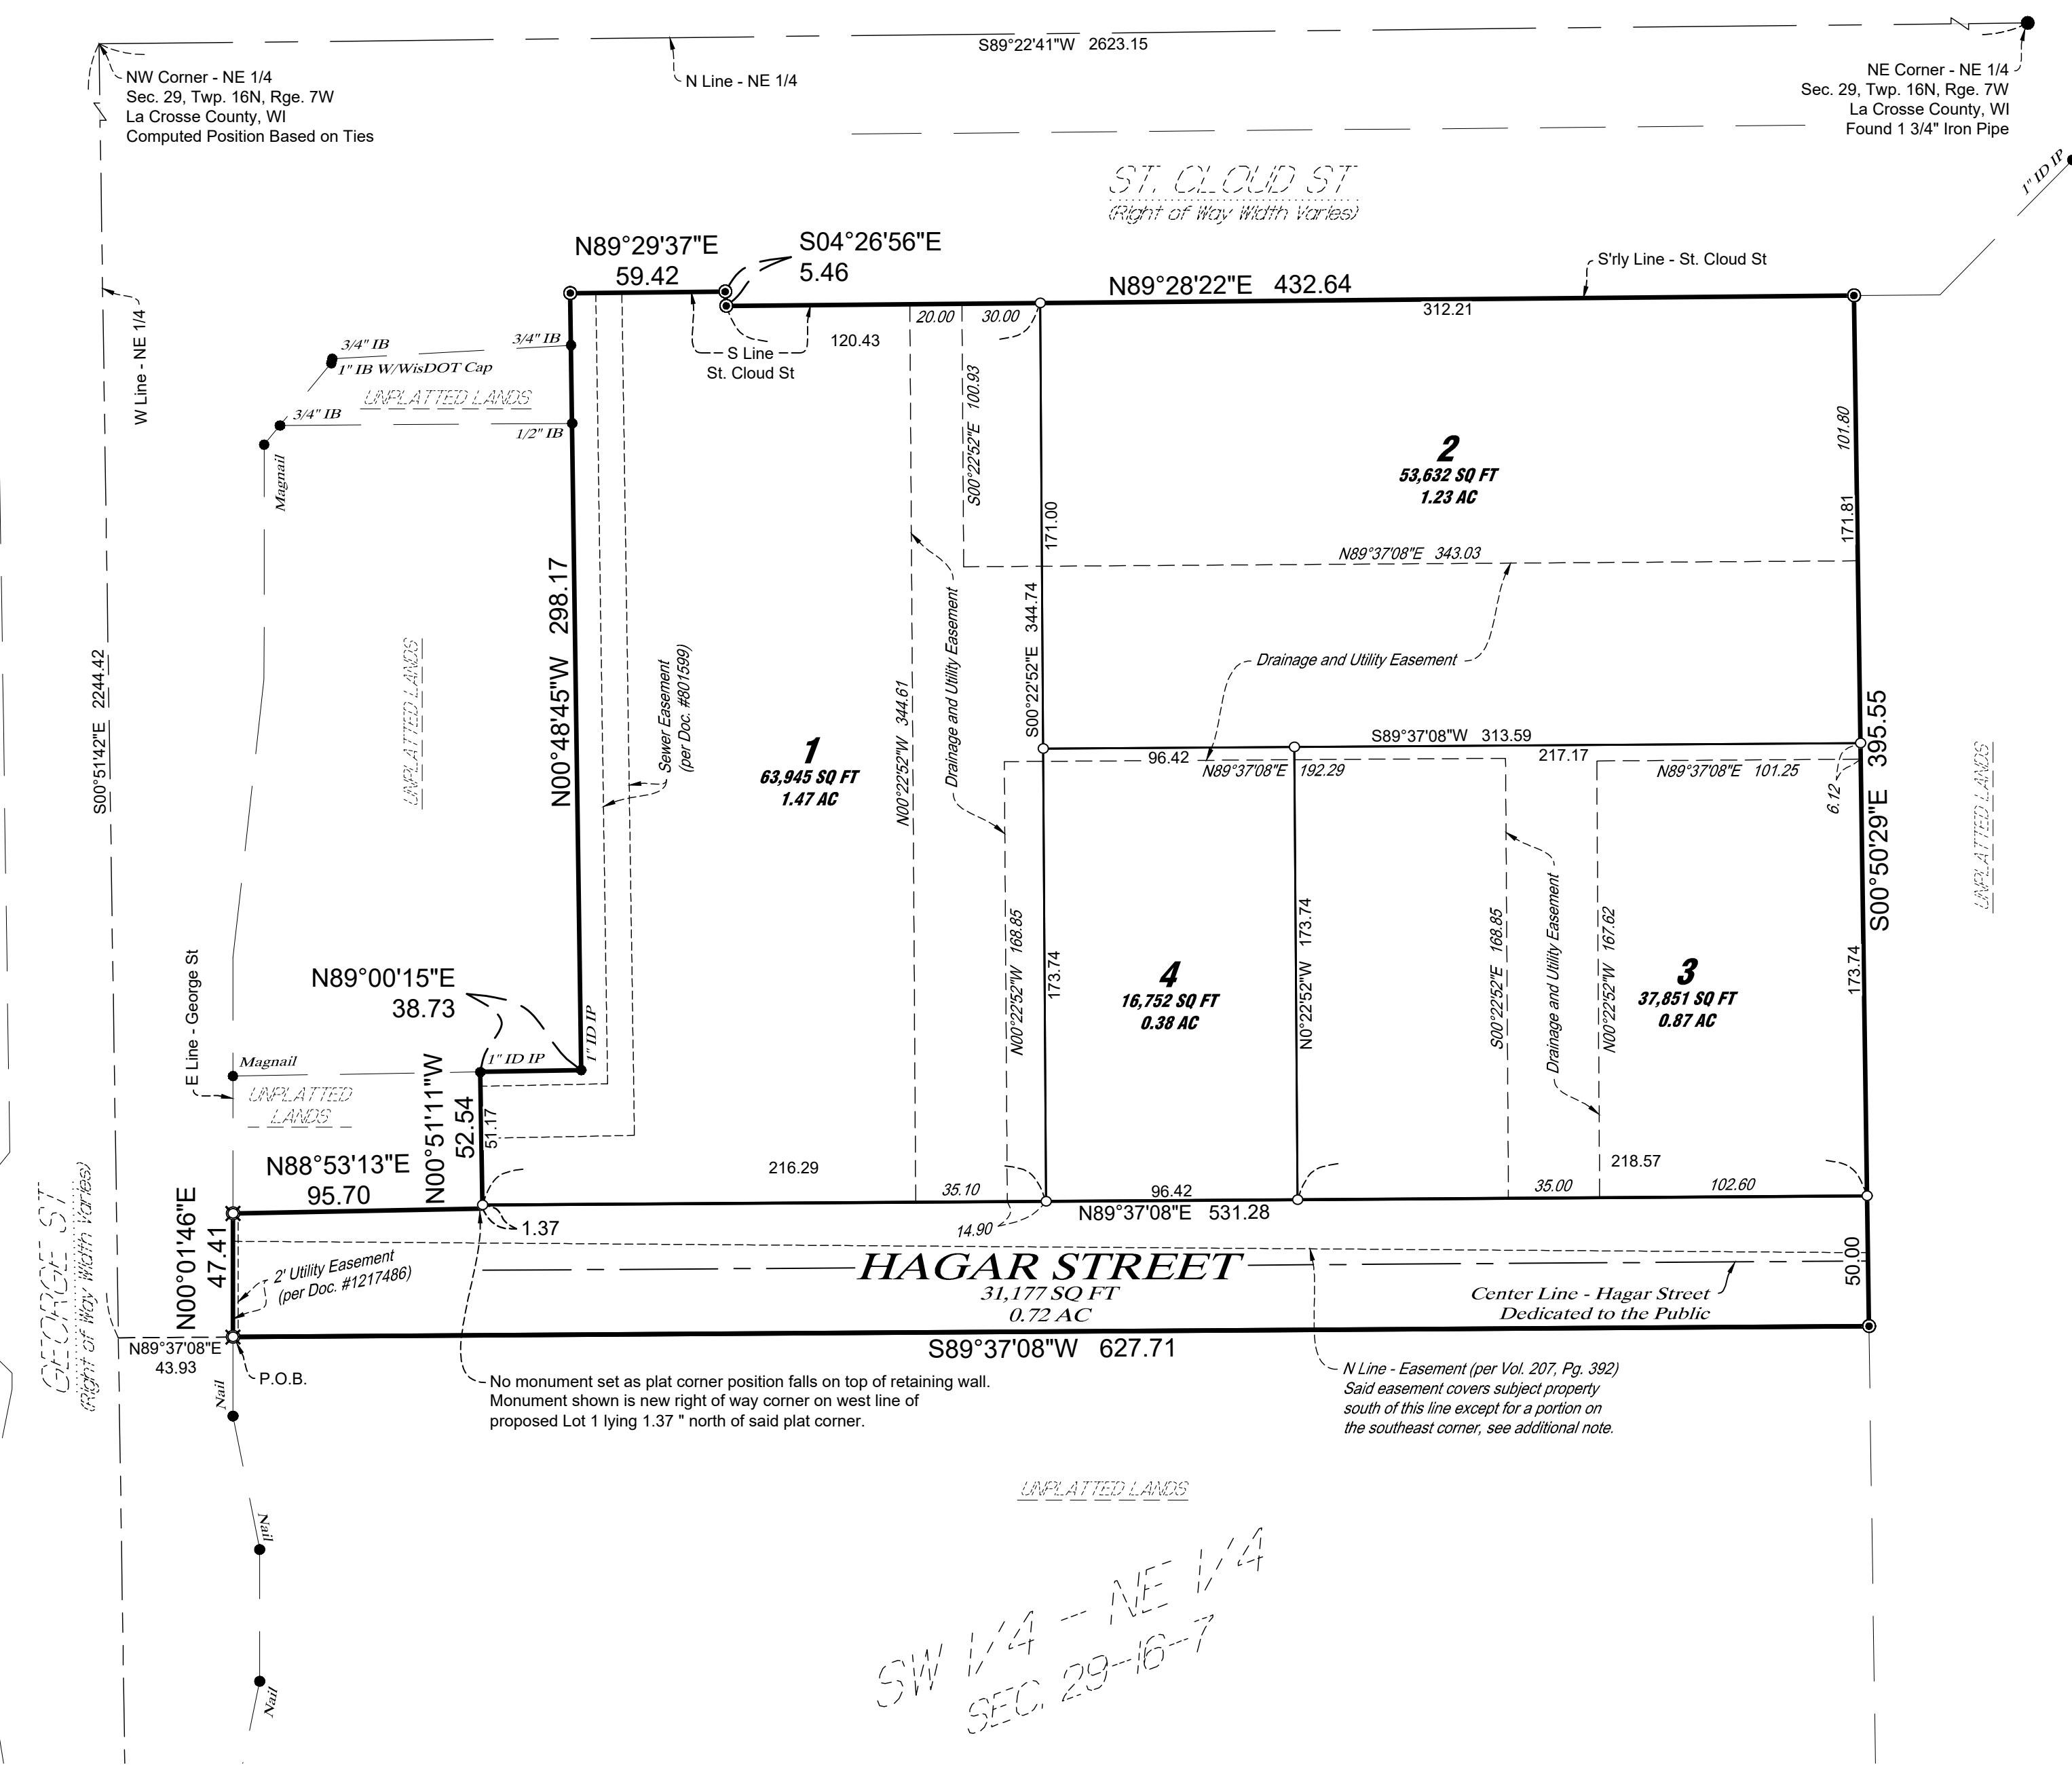 S89°22'41"W 2623.15
N Line - NE 1/4
NW Corner - NE 1/4
Sec. 29, Twp. 16N, Rge. 7W
La Crosse County, WI
Computed Position Based on Ties
NE Corner - NE 1/4
Sec. 29, Twp. 16N, Rge. 7W
La Crosse County, WI
Found 1 3/4" Iron Pipe
1" ID IP
ST. CLOUD ST
(Right of Way Width Varies)
N89°29'37"E
59.42
S04°26'56"E
5.46
N89°28'22"E 432.64
S'rly Line - St. Cloud St
312.21
20.00
30.00
120.43
S Line
St. Cloud St
W Line - NE 1/4
3/4" IB
3/4" IB
1" IB W/WisDOT Cap
UNPLATTED LANDS
3/4" IB
1/2" IB
Magnail
S00°22'52"E 100.93
101.80
2
53,632 SQ FT
1.23 AC
171.00
171.81
N89°37'08"E 343.03
N00°48'45"W 298.17
S00°22'52"E 344.74
Drainage and Utility Easement
Drainage and Utility Easement
UNPLATTED LANDS
S00°51'42"E 2244.42
Sewer Easement
(per Doc. #801599)
N00°22'52"W 344.61
1
63,945 SQ FT
1.47 AC
S89°37'08"W 313.59
96.42
217.17
N89°37'08"E 192.29
N89°37'08"E 101.25
6.12
S00°50'29"E 395.55
UNPLATTED LANDS
N00°22'52"W 168.85
173.74
4
16,752 SQ FT
0.38 AC
N0°22'52"W 173.74
S00°22'52"E 168.85
Drainage and Utility Easement
N00°22'52"W 167.62
3
37,851 SQ FT
0.87 AC
173.74
N89°00'15"E
38.73
1" ID IP
1" ID IP
E Line - George St
Magnail
UNPLATTED
LANDS
N00°51'11"W
52.54
51.17
N88°53'13"E
95.70
216.29
218.57
35.10
96.42
35.00
102.60
N89°37'08"E 531.28
14.90
1.37
GEORGE ST
(Right of Way Width Varies)
N00°01'46"E
47.41
2' Utility Easement
(per Doc. #1217486)
HAGAR STREET
31,177 SQ FT
0.72 AC
Center Line - Hagar Street
Dedicated to the Public
50.00
N89°37'08"E
43.93
P.O.B.
S89°37'08"W 627.71
Nail
No monument set as plat corner position falls on top of retaining wall.
Monument shown is new right of way corner on west line of
proposed Lot 1 lying 1.37 " north of said plat corner.
N Line - Easement (per Vol. 207, Pg. 392)
Said easement covers subject property
south of this line except for a portion on
the southeast corner, see additional note.
UNPLATTED LANDS
Nail
SW 1/4 - NE 1/4
SEC. 29-16-7
Nail